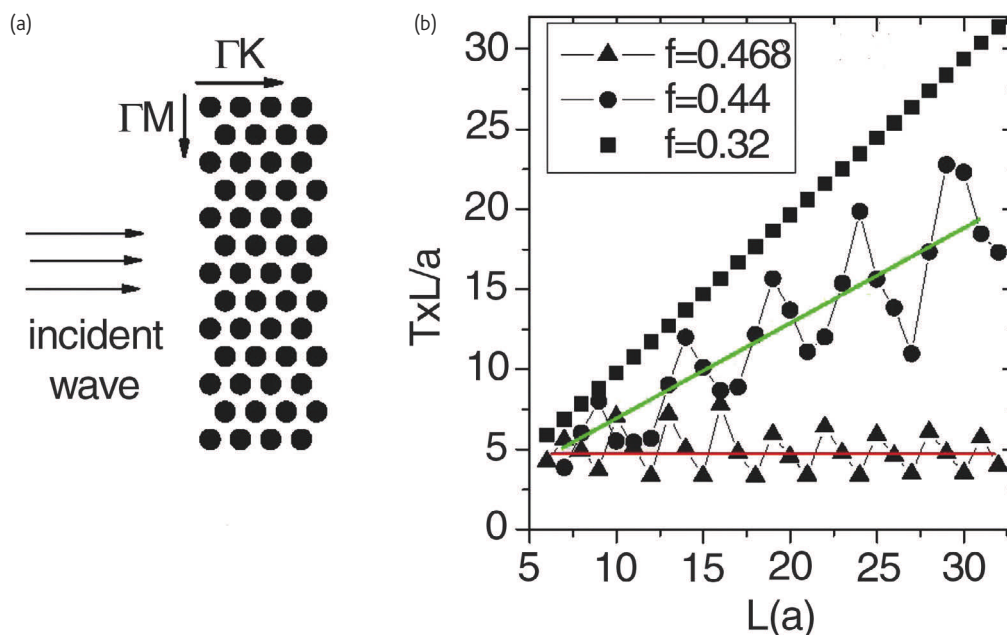 (a)
ΓK
ΓM
incident
wave
(b)
TxL/a
30
25
20
15
10
5
0
f=0.468
f=0.44
f=0.32
5 10 15 20 25 30
L(a)